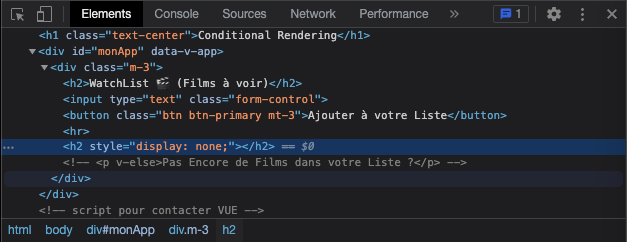 Elements Console Sources Network Performance » 1
<h1 class="text-center">Conditional Rendering</h1>
▼<div id="monApp" data-v-app>
▼<div class="m-3">
<h2>WatchList 🎬 (Films à voir)</h2>
<input type="text" class="form-control">
<button class="btn btn-primary mt-3">Ajouter à votre Liste</button>
<hr>
… <h2 style="display: none;"></h2> == $0
<!-- <p v-else>Pas Encore de Films dans votre Liste ?</p> -->
</div>
</div>
<!-- script pour contacter VUE -->
html body div#monApp div.m-3 h2